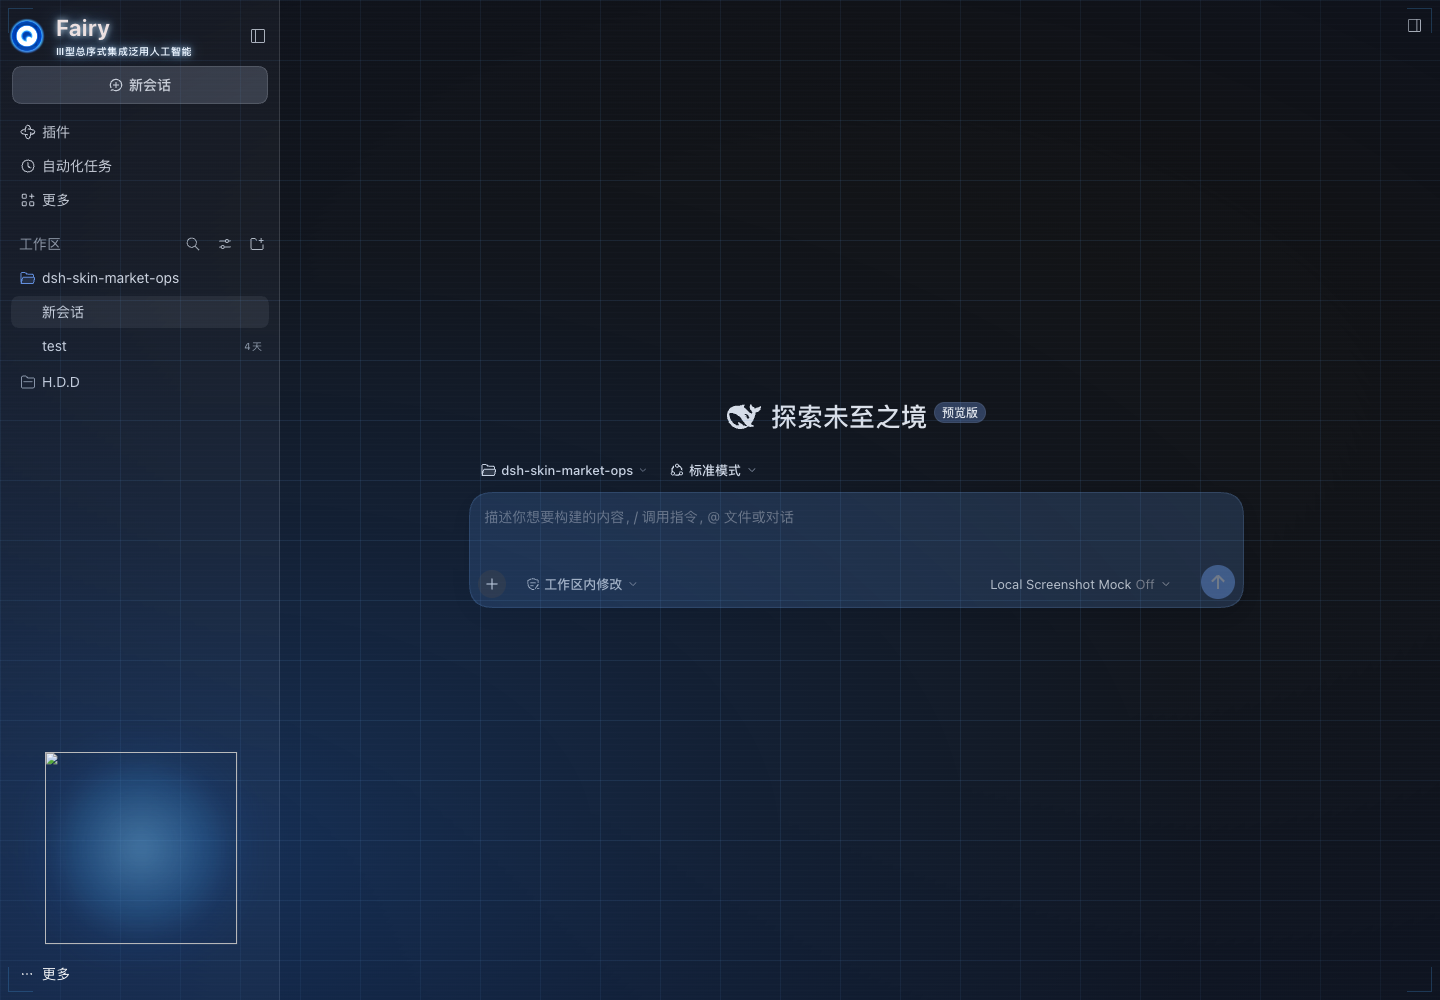 Fairy
III型总序式集成泛用人工智能
新会话
插件
自动化任务
更多
工作区
dsh-skin-market-ops
新会话
test 4 天
H.D.D
更多
探索未至之境 预览版
dsh-skin-market-ops 标准模式
描述你想要构建的内容, / 调用指令, @ 文件或对话
工作区内修改 Local Screenshot Mock Off